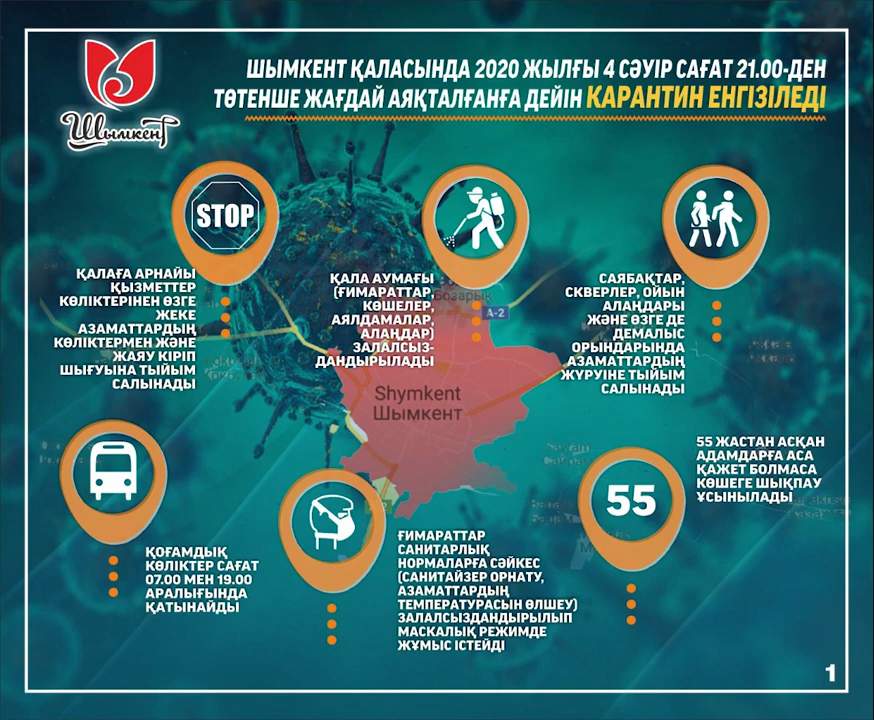 Шымкент
ШЫМКЕНТ ҚАЛАСЫНДА 2020 ЖЫЛҒЫ 4 СӘУІР САҒАТ 21.00-ДЕН
ТӨТЕНШЕ ЖАҒДАЙ АЯҚТАЛҒАНҒА ДЕЙІН КАРАНТИН ЕНГІЗІЛЕДІ
STOP
ҚАЛАҒА АРНАЙЫ
ҚЫЗМЕТТЕР
КӨЛІКТЕРІНЕН ӨЗГЕ
ЖЕКЕ
АЗАМАТТАРДЫҢ
КӨЛІКТЕРМЕН ЖӘНЕ
ЖАЯУ КІРІП
ШЫҒУЫНА ТЫЙЫМ
САЛЫНАДЫ
ҚАЛА АУМАҒЫ
(ҒИМАРАТТАР,
КӨШЕЛЕР,
АЯЛДАМАЛАР,
АЛАҢДАР)
ЗАЛАЛСЫЗ-
ДАНДЫРЫЛАДЫ
САЯБАҚТАР,
СКВЕРЛЕР, ОЙЫН
АЛАҢДАРЫ
ЖӘНЕ ӨЗГЕ ДЕ
ДЕМАЛЫС
ОРЫНДАРЫНДА
АЗАМАТТАРДЫҢ
ЖҮРУІНЕ ТЫЙЫМ
САЛЫНАДЫ
Бозарық
A-2
Shymkent
Шымкент
ҚОҒАМДЫҚ
КӨЛІКТЕР САҒАТ
07.00 МЕН 19.00
АРАЛЫҒЫНДА
ҚАТЫНАЙДЫ
ҒИМАРАТТАР
САНИТАРЛЫҚ
НОРМАЛАРҒА СӘЙКЕС
(САНИТАЙЗЕР ОРНАТУ,
АЗАМАТТАРДЫҢ
ТЕМПЕРАТУРАСЫН ӨЛШЕУ)
ЗАЛАЛСЫЗДАНДЫРЫЛЫП
МАСКАЛЫҚ РЕЖИМДЕ
ЖҰМЫС ІСТЕЙДІ
55
55 ЖАСТАН АСҚАН
АДАМДАРҒА АСА
ҚАЖЕТ БОЛМАСА
КӨШЕГЕ ШЫҚПАУ
ҰСЫНЫЛАДЫ
1